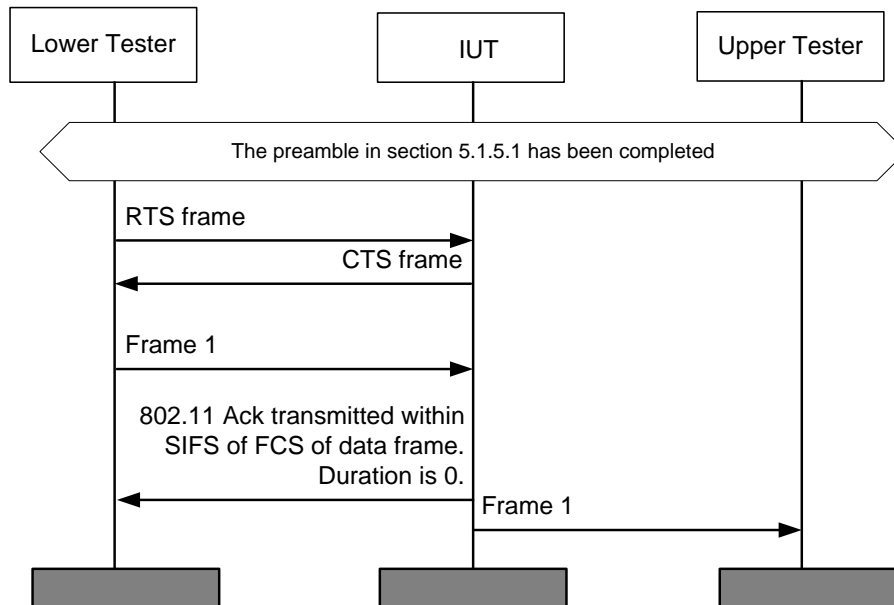 Lower Tester
IUT
Upper Tester
The preamble in section 5.1.5.1 has been completed
RTS frame
CTS frame
Frame 1
802.11 Ack transmitted within
SIFS of FCS of data frame.
Duration is 0.
Frame 1